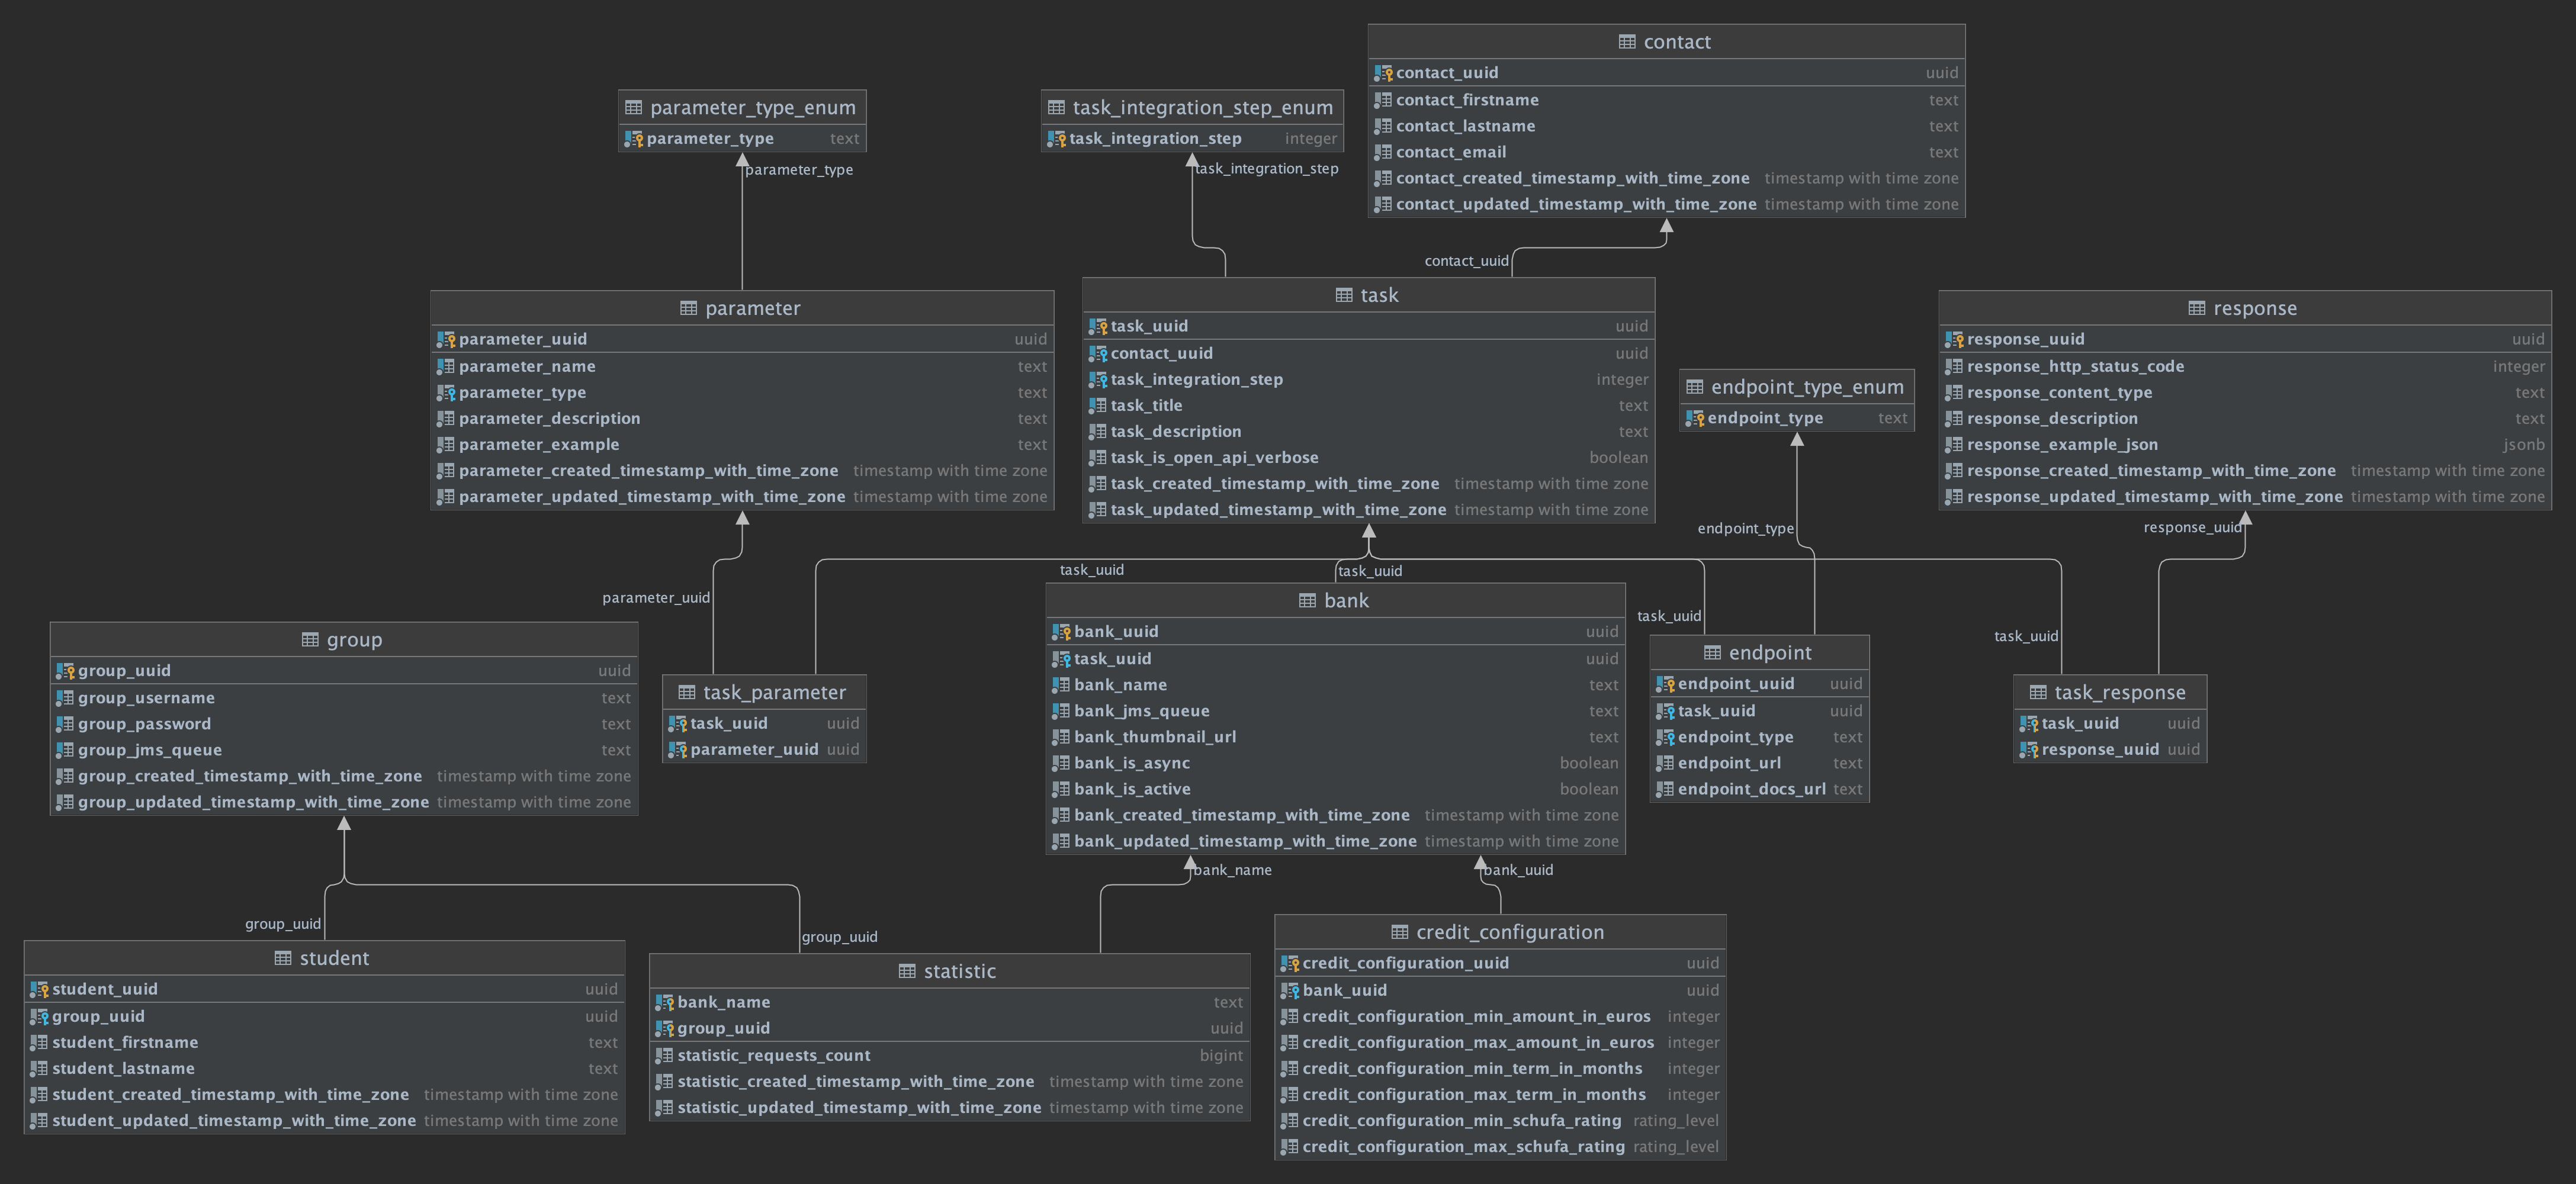 contact
contact_uuid uuid
contact_firstname text
contact_lastname text
contact_email text
contact_created_timestamp_with_time_zone timestamp with time zone
contact_updated_timestamp_with_time_zone timestamp with time zone
parameter_type_enum
parameter_type text
parameter_type
task_integration_step_enum
task_integration_step integer
task_integration_step
contact_uuid
parameter
parameter_uuid uuid
parameter_name text
parameter_type text
parameter_description text
parameter_example text
parameter_created_timestamp_with_time_zone timestamp with time zone
parameter_updated_timestamp_with_time_zone timestamp with time zone
task
task_uuid uuid
contact_uuid uuid
task_integration_step integer
task_title text
task_description text
task_is_open_api_verbose boolean
task_created_timestamp_with_time_zone timestamp with time zone
task_updated_timestamp_with_time_zone timestamp with time zone
endpoint_type_enum
endpoint_type text
endpoint_type
response
response_uuid uuid
response_http_status_code integer
response_content_type text
response_description text
response_example_json jsonb
response_created_timestamp_with_time_zone timestamp with time zone
response_updated_timestamp_with_time_zone timestamp with time zone
response_uuid
parameter_uuid
task_uuid
task_uuid
task_uuid
task_uuid
group
group_uuid uuid
group_username text
group_password text
group_jms_queue text
group_created_timestamp_with_time_zone timestamp with time zone
group_updated_timestamp_with_time_zone timestamp with time zone
task_parameter
task_uuid uuid
parameter_uuid uuid
bank
bank_uuid uuid
task_uuid uuid
bank_name text
bank_jms_queue text
bank_thumbnail_url text
bank_is_async boolean
bank_is_active boolean
bank_created_timestamp_with_time_zone timestamp with time zone
bank_updated_timestamp_with_time_zone timestamp with time zone
endpoint
endpoint_uuid uuid
task_uuid uuid
endpoint_type text
endpoint_url text
endpoint_docs_url text
task_response
task_uuid uuid
response_uuid uuid
bank_name
bank_uuid
group_uuid
group_uuid
student
student_uuid uuid
group_uuid uuid
student_firstname text
student_lastname text
student_created_timestamp_with_time_zone timestamp with time zone
student_updated_timestamp_with_time_zone timestamp with time zone
statistic
bank_name text
group_uuid uuid
statistic_requests_count bigint
statistic_created_timestamp_with_time_zone timestamp with time zone
statistic_updated_timestamp_with_time_zone timestamp with time zone
credit_configuration
credit_configuration_uuid uuid
bank_uuid uuid
credit_configuration_min_amount_in_euros integer
credit_configuration_max_amount_in_euros integer
credit_configuration_min_term_in_months integer
credit_configuration_max_term_in_months integer
credit_configuration_min_schufa_rating rating_level
credit_configuration_max_schufa_rating rating_level